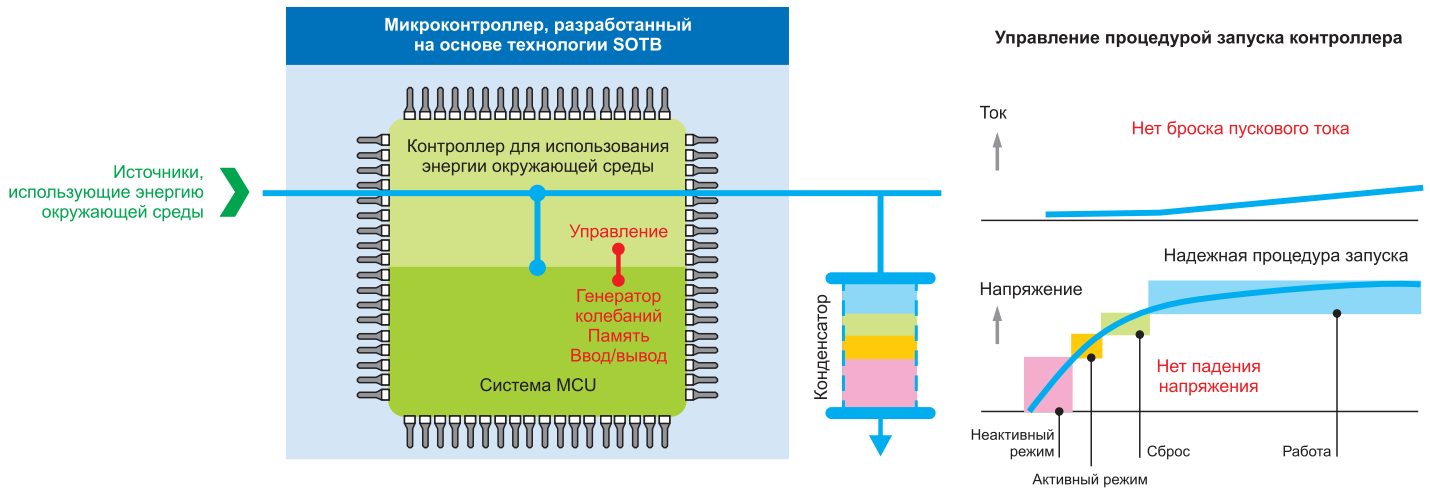 Микроконтроллер, разработанный
на основе технологии SOTB
Источники,
использующие энергию
окружающей среды
Контроллер для использования
энергии окружающей среды
Управление
Генератор
колебаний
Память
Ввод/вывод
Система MCU
Конденсатор
Управление процедурой запуска контроллера
Ток
Нет броска пускового тока
Надежная процедура запуска
Напряжение
Нет падения
напряжения
Неактивный
режим
Активный режим
Сброс
Работа